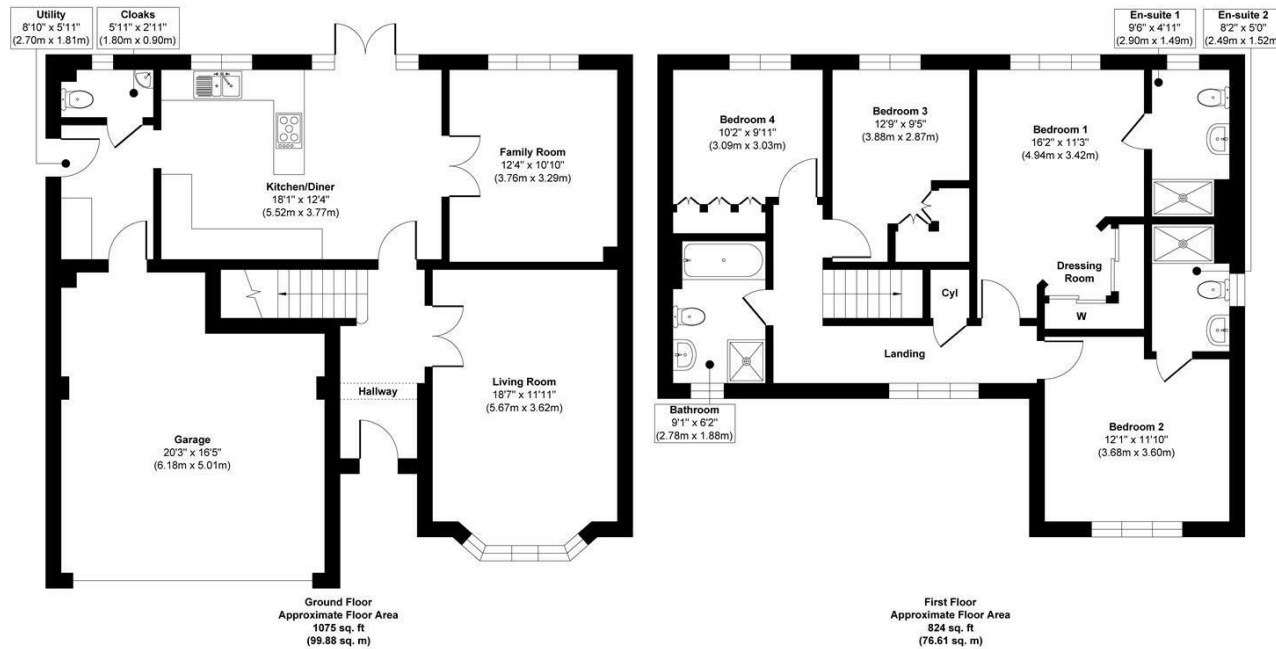 Utility
8'10" x 5'11"
(2.70m x 1.81m)
Cloaks
5'11" x 2'11"
(1.80m x 0.90m)
Kitchen/Diner
18'1" x 12'4"
(5.52m x 3.77m)
Family Room
12'4" x 10'10"
(3.76m x 3.29m)
Hallway
Living Room
18'7" x 11'11"
(5.67m x 3.62m)
Garage
20'3" x 16'5"
(6.18m x 5.01m)
Ground Floor
Approximate Floor Area
1075 sq. ft
(99.88 sq. m)
En-suite 1
9'6" x 4'11"
(2.90m x 1.49m)
En-suite 2
8'2" x 5'0"
(2.49m x 1.52m)
Bedroom 4
10'2" x 9'11"
(3.09m x 3.03m)
Bedroom 3
12'9" x 9'5"
(3.88m x 2.87m)
Bedroom 1
16'2" x 11'3"
(4.94m x 3.42m)
Dressing
Room
W
Cyl
Landing
Bathroom
9'1" x 6'2"
(2.78m x 1.88m)
Bedroom 2
12'1" x 11'10"
(3.68m x 3.60m)
First Floor
Approximate Floor Area
824 sq. ft
(76.61 sq. m)